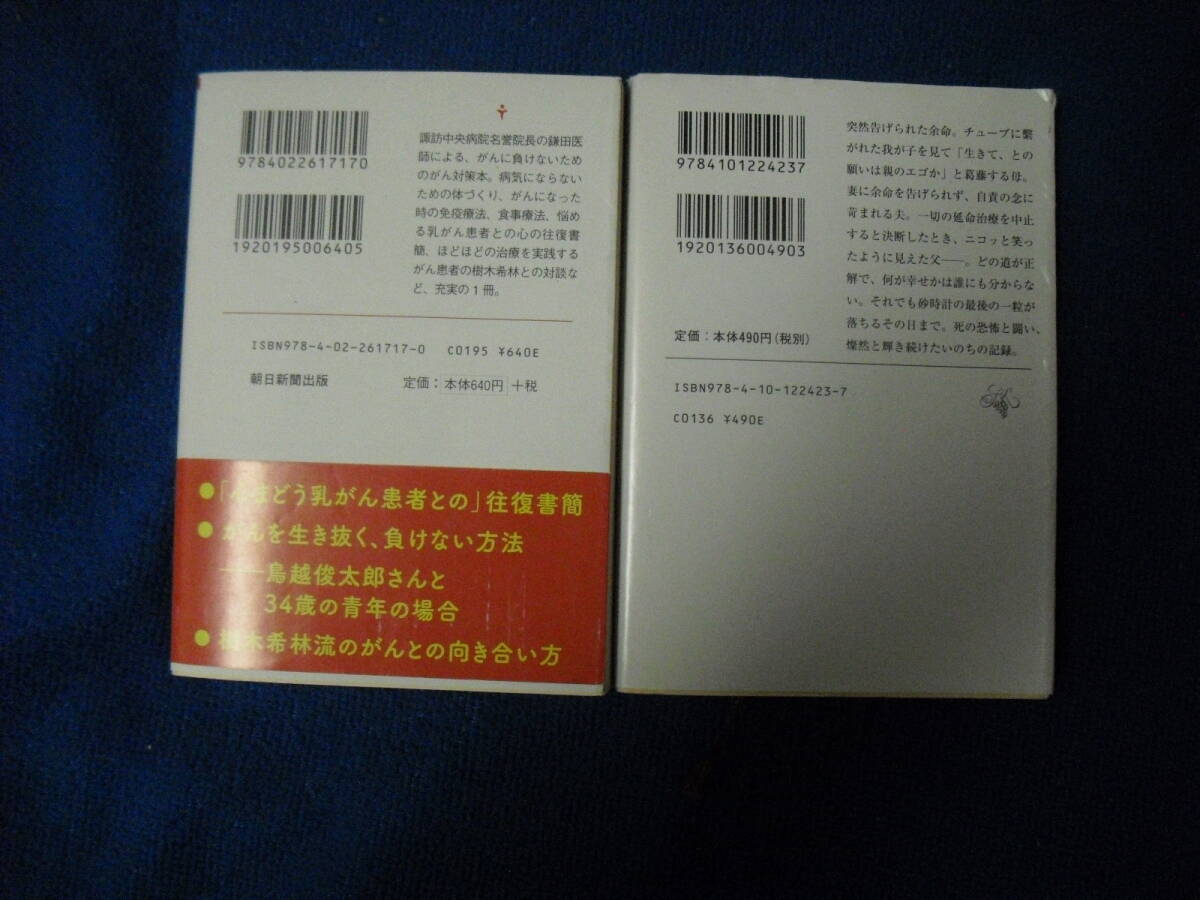 9784022617170
1920195006405
諏訪中央病院名誉院長の鎌田医
師による、がんに負けないため
のがん対策本。病気にならない
ための体づくり、がんになった
時の免疫療法、食事療法、悩め
る乳がん患者との心の往復書
簡、ほどほどの治療を実践する
がん患者の樹木希林との対談な
ど、充実の1冊。
ISBN978-4-02-261717-0 C0195 ¥640E
朝日新聞出版 定価：本体640円＋税
どう乳がん患者との」往復書簡
●がんを生き抜く、負けない方法
――鳥越俊太郎さんと
34歳の青年の場合
●樹木希林流のがんとの向き合い方
9784101224237
1920136004903
突然告げられた余命。チューブに繋
がれた我が子を見て「生きて、との
願いは親のエゴか」と葛藤する母。
妻に余命を告げられず、自責の念に
苛まれる夫。一切の延命治療を中止
すると決断したとき、ニコッと笑っ
たように見えた父――。どの道が正
解で、何が幸せかは誰にも分からな
い。それでも砂時計の最後の一粒が
落ちるその日まで。死の恐怖と闘い、
燦然と輝き続けたいのちの記録。
定価：本体490円（税別）
ISBN978-4-10-122423-7
C0136 ¥490E